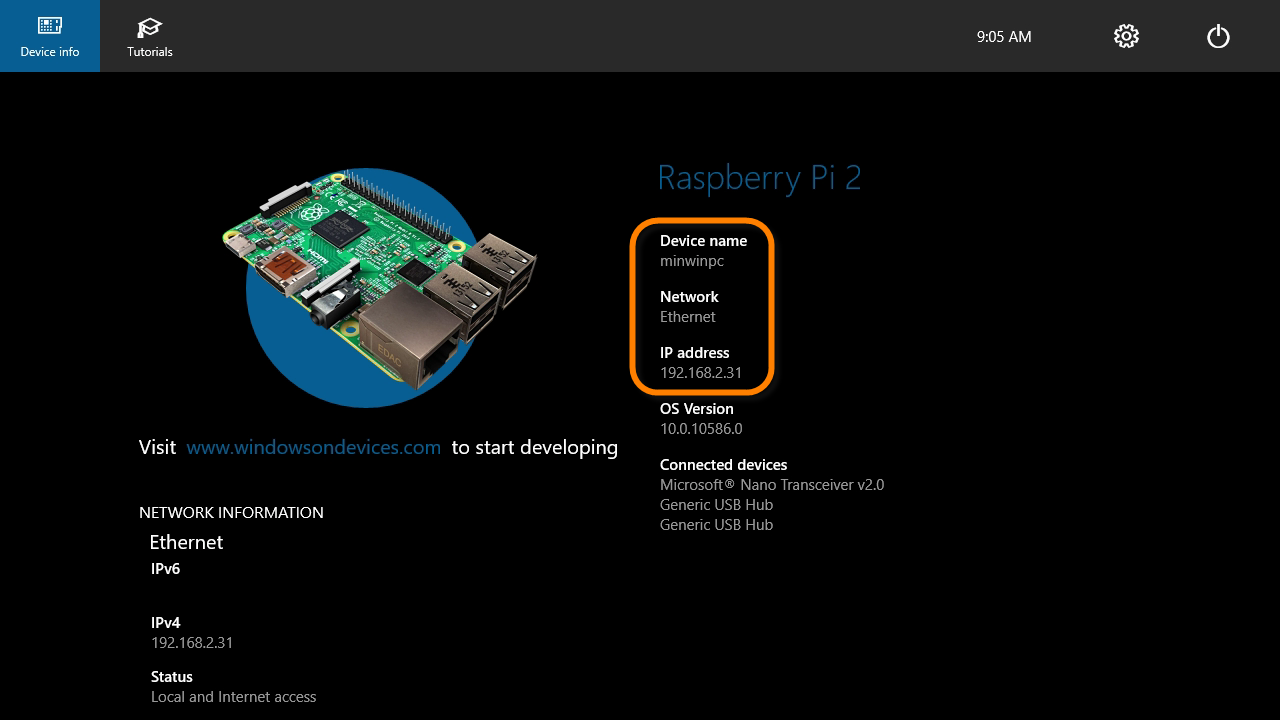 Device info
Tutorials
9:05 AM
Raspberry Pi 2
Device name
minwinpc
Network
Ethernet
IP address
192.168.2.31
OS Version
10.0.10586.0
Connected devices
Microsoft® Nano Transceiver v2.0
Generic USB Hub
Generic USB Hub
HDMI
EDAC
Visit www.windowsondevices.com to start developing
NETWORK INFORMATION
Ethernet
IPv6
IPv4
192.168.2.31
Status
Local and Internet access